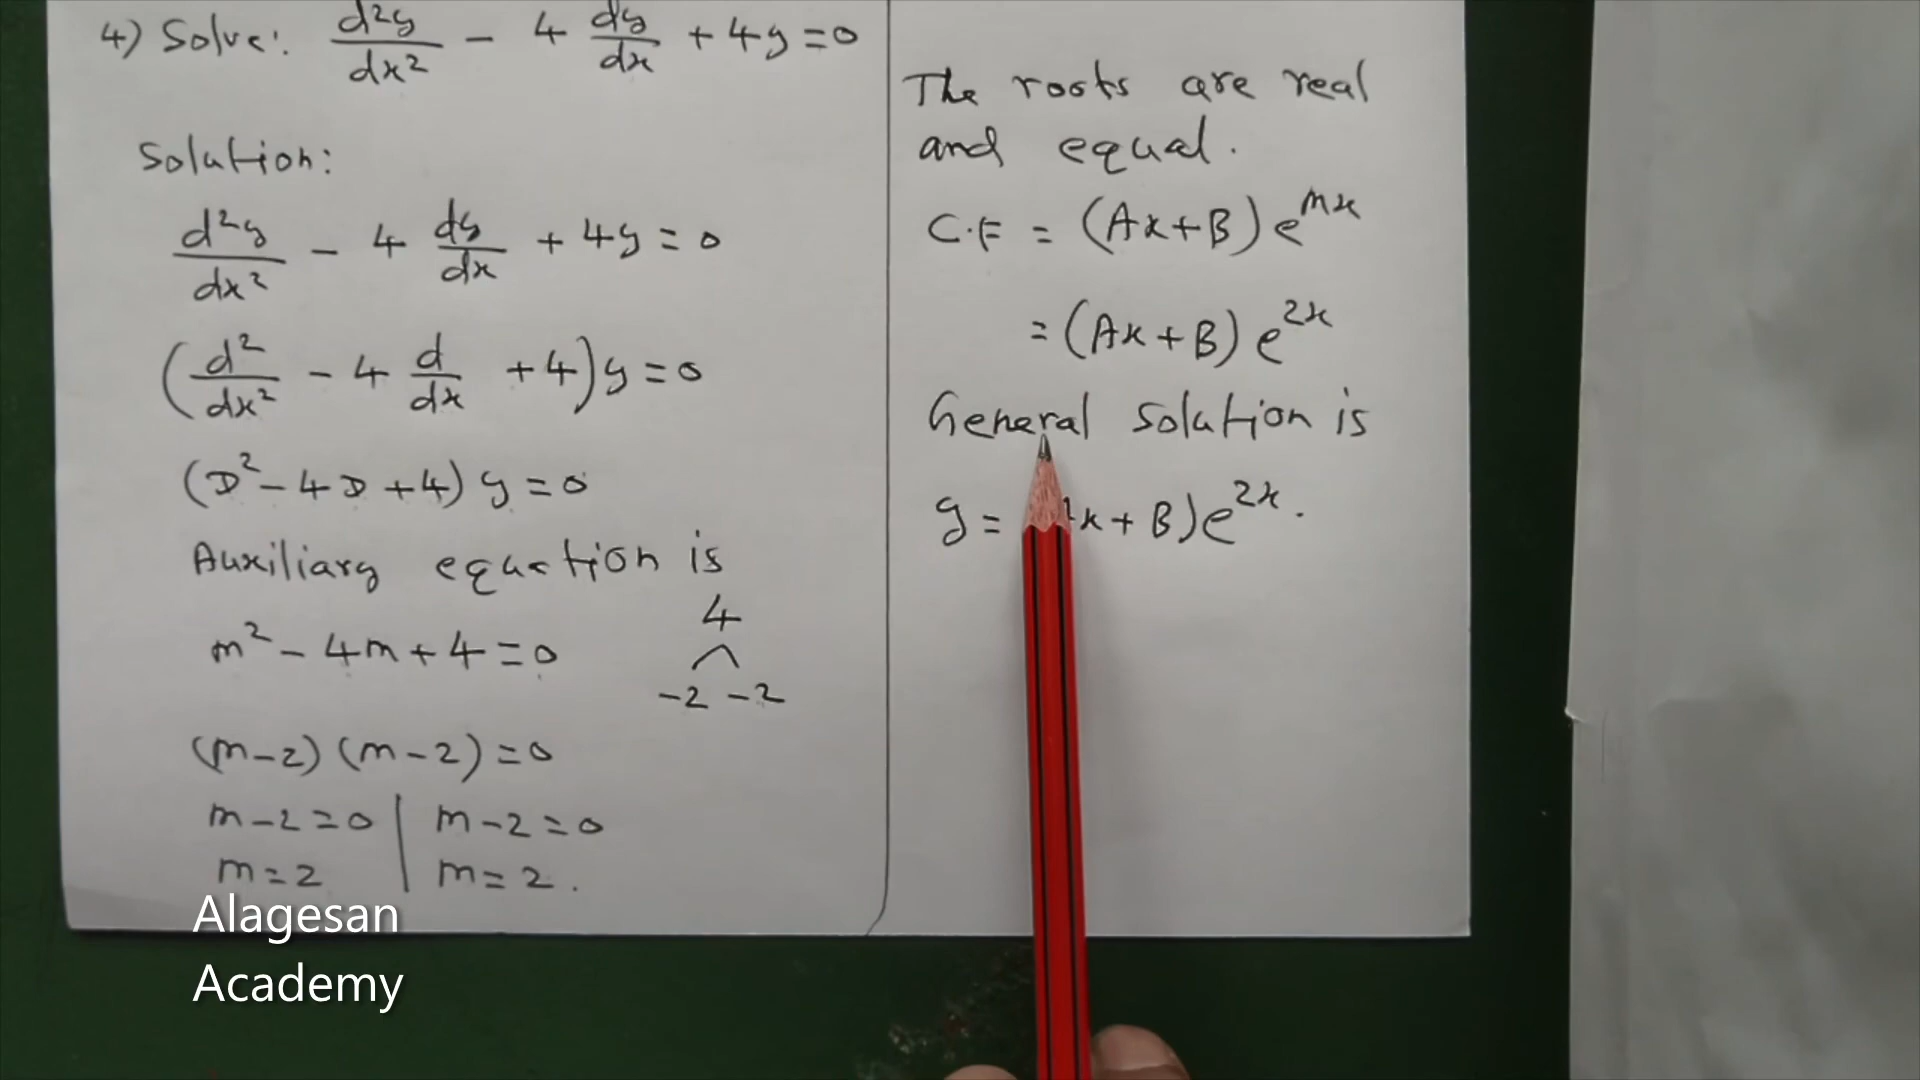 4) Solve: d²y/dx² - 4 dy/dx + 4y = 0
Solution:
d²y/dx² - 4 dy/dx + 4y = 0
(d²/dx² - 4 d/dx + 4) y = 0
(D² - 4D + 4) y = 0
Auxiliary equation is
m² - 4m + 4 = 0
4
-2 -2
(m-2) (m-2) = 0
m-2=0 | m-2=0
m=2 | m=2.
The roots are real
and equal.
C.F = (Ax+B) e^mx
= (Ax+B) e^2x
General solution is
y = x + B) e^2x.
Alagesan
Academy